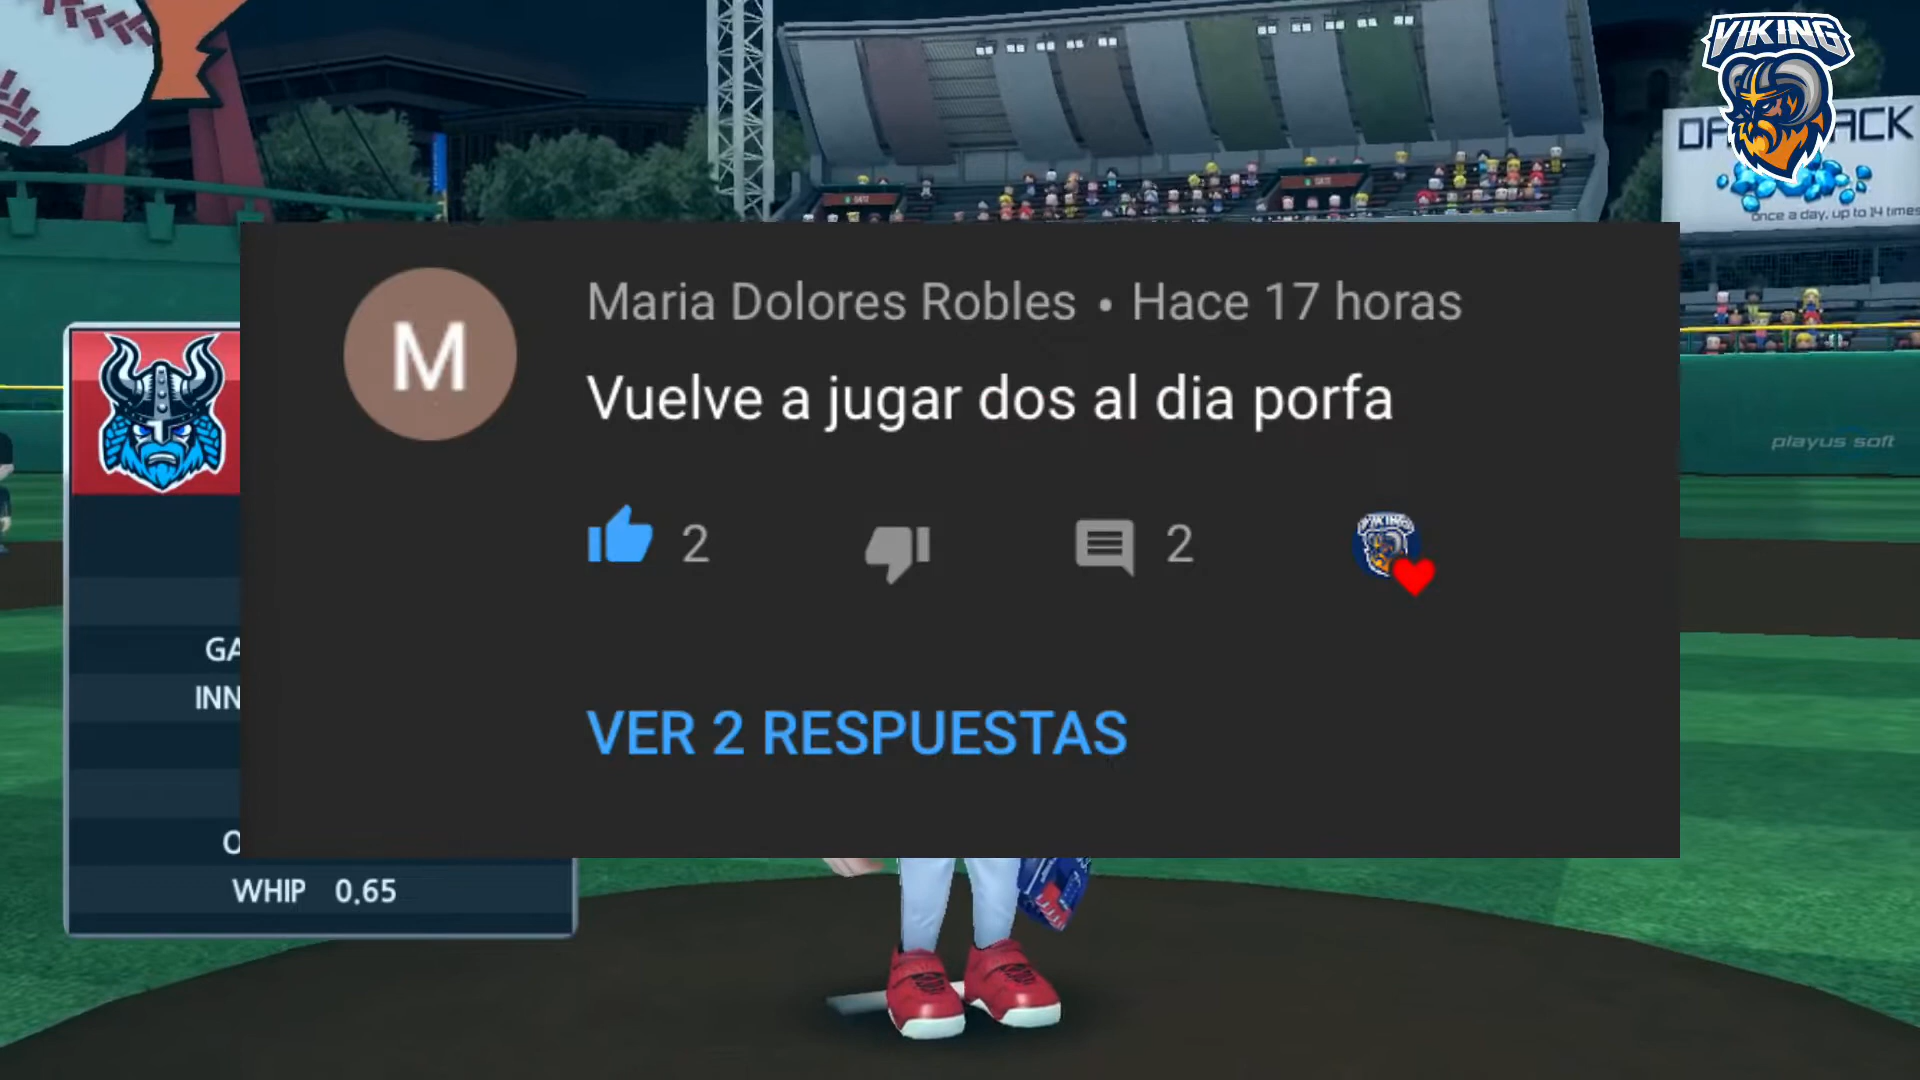 VIKING
ACK
once a day, up to 14 times
Maria Dolores Robles • Hace 17 horas
M
Vuelve a jugar dos al dia porfa
playus soft
2
2
VIKING
GA
INN
VER 2 RESPUESTAS
O
WHIP 0.65